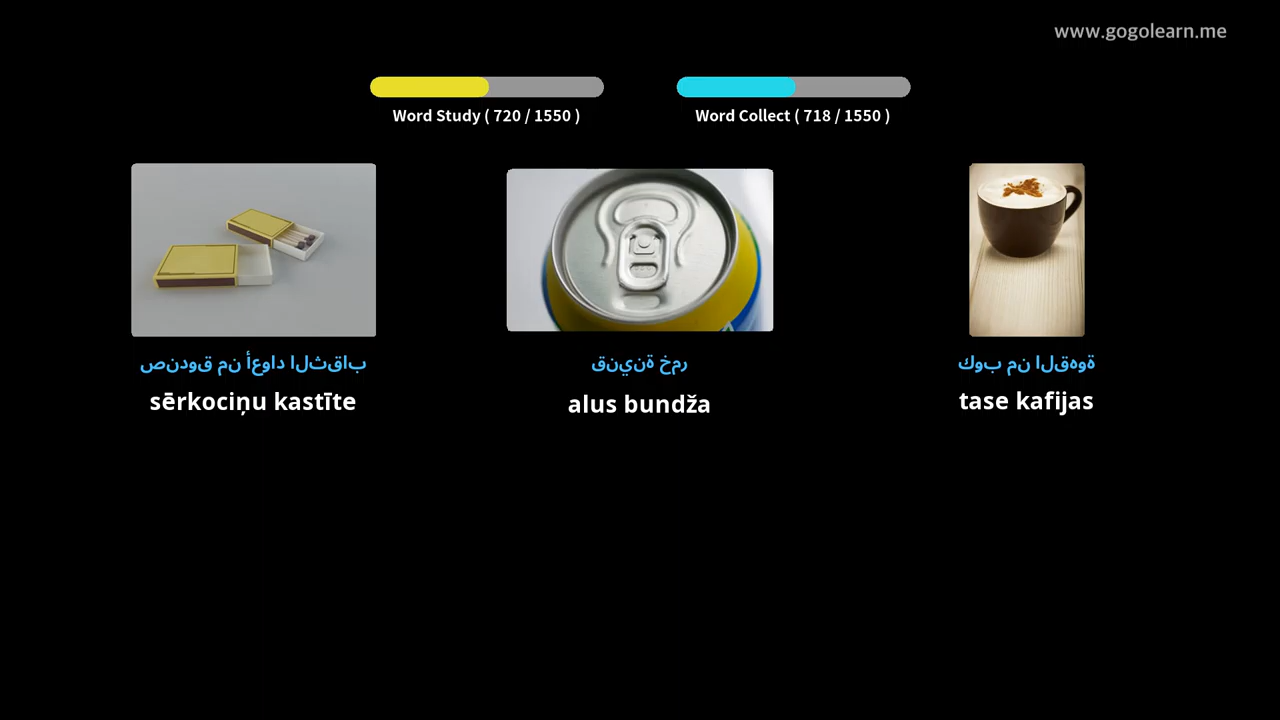 www.gogolearn.me
Word Study ( 720 / 1550 )
Word Collect ( 718 / 1550 )
صندوق من أعواد الثقاب
sērkociņu kastīte
قنينة خمر
alus bundža
كوب من القهوة
tase kafijas